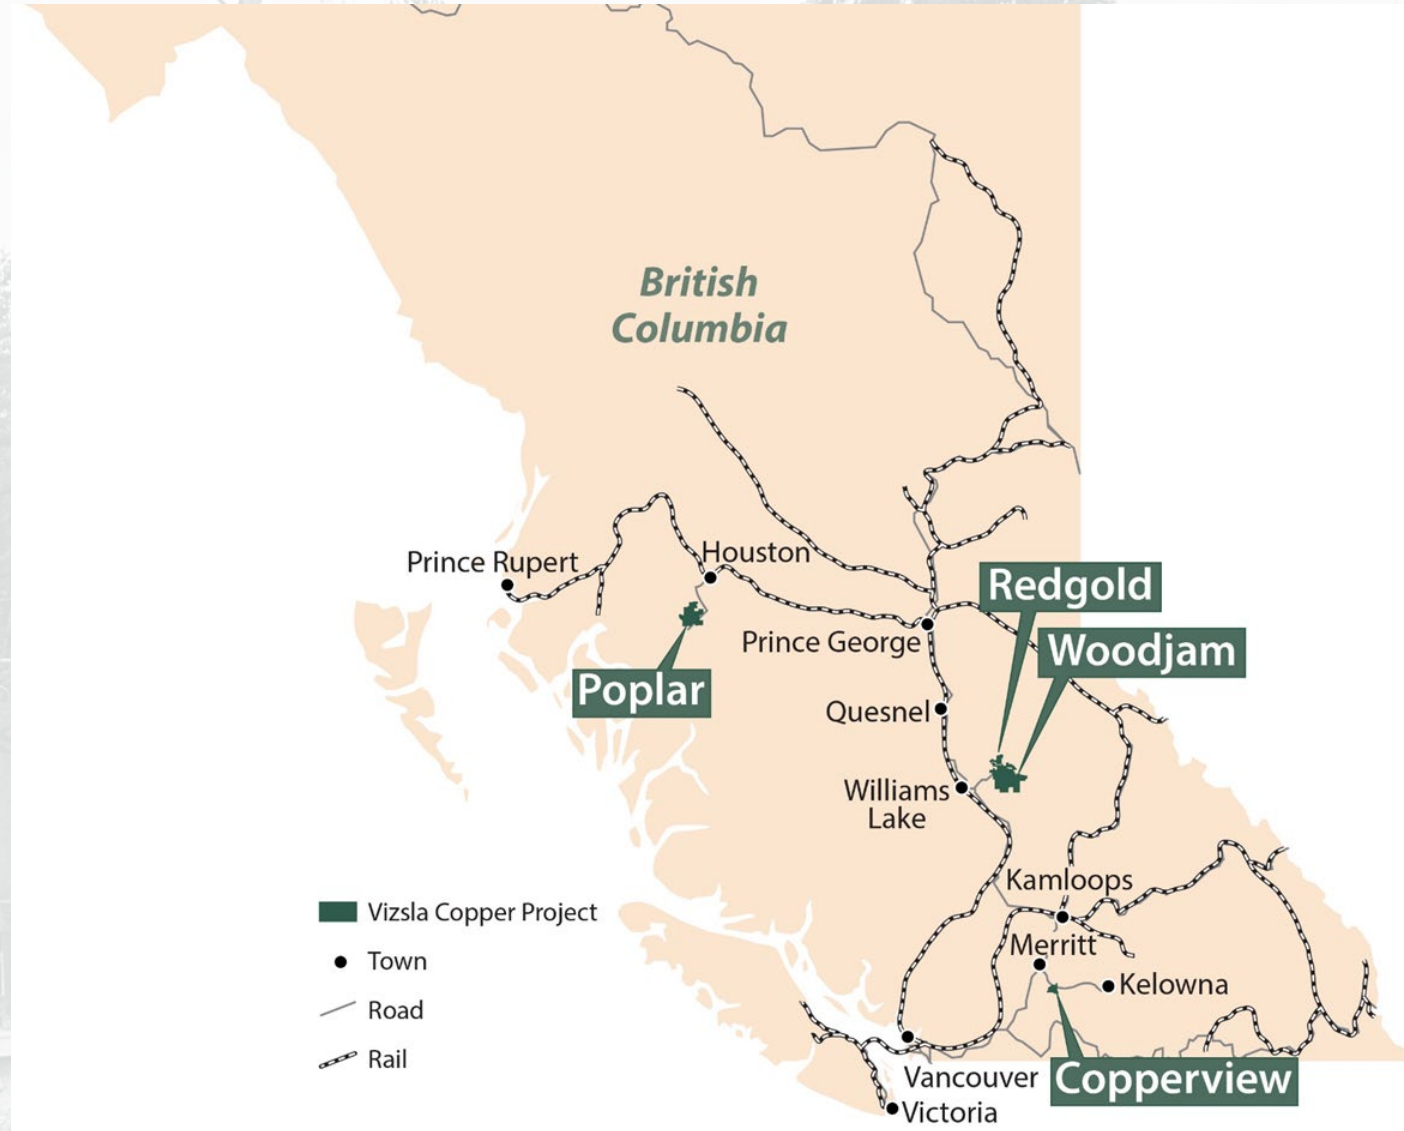 British
Columbia
Prince Rupert
Houston
Redgold
Woodjam
Prince George
Poplar
Quesnel
Williams
Lake
Kamloops
Merritt
Kelowna
Vancouver
Copperview
Victoria
Vizsla Copper Project
Town
Road
Rail